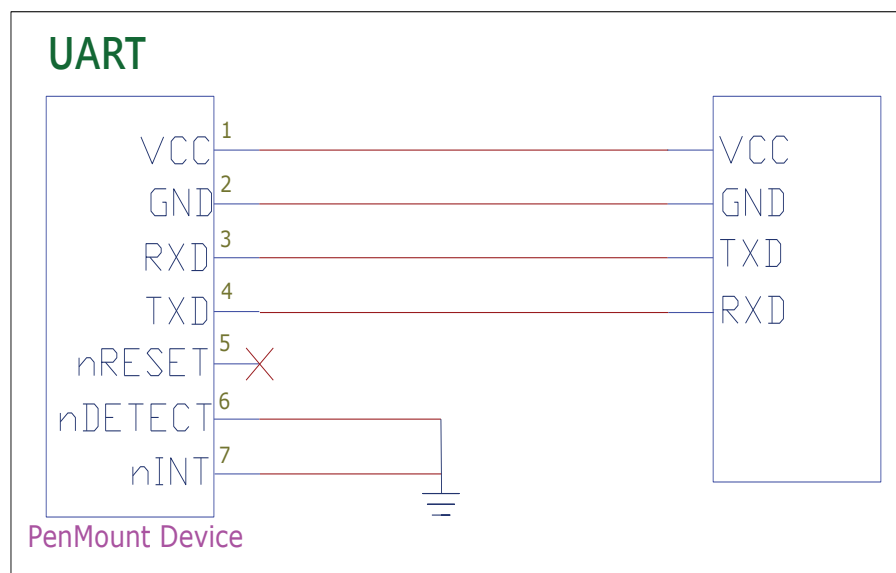 UART
1
VCC
VCC
2
GND
GND
3
RXD
TXD
4
TXD
RXD
5
nRESET
6
nDETECT
7
nINT
PenMount Device